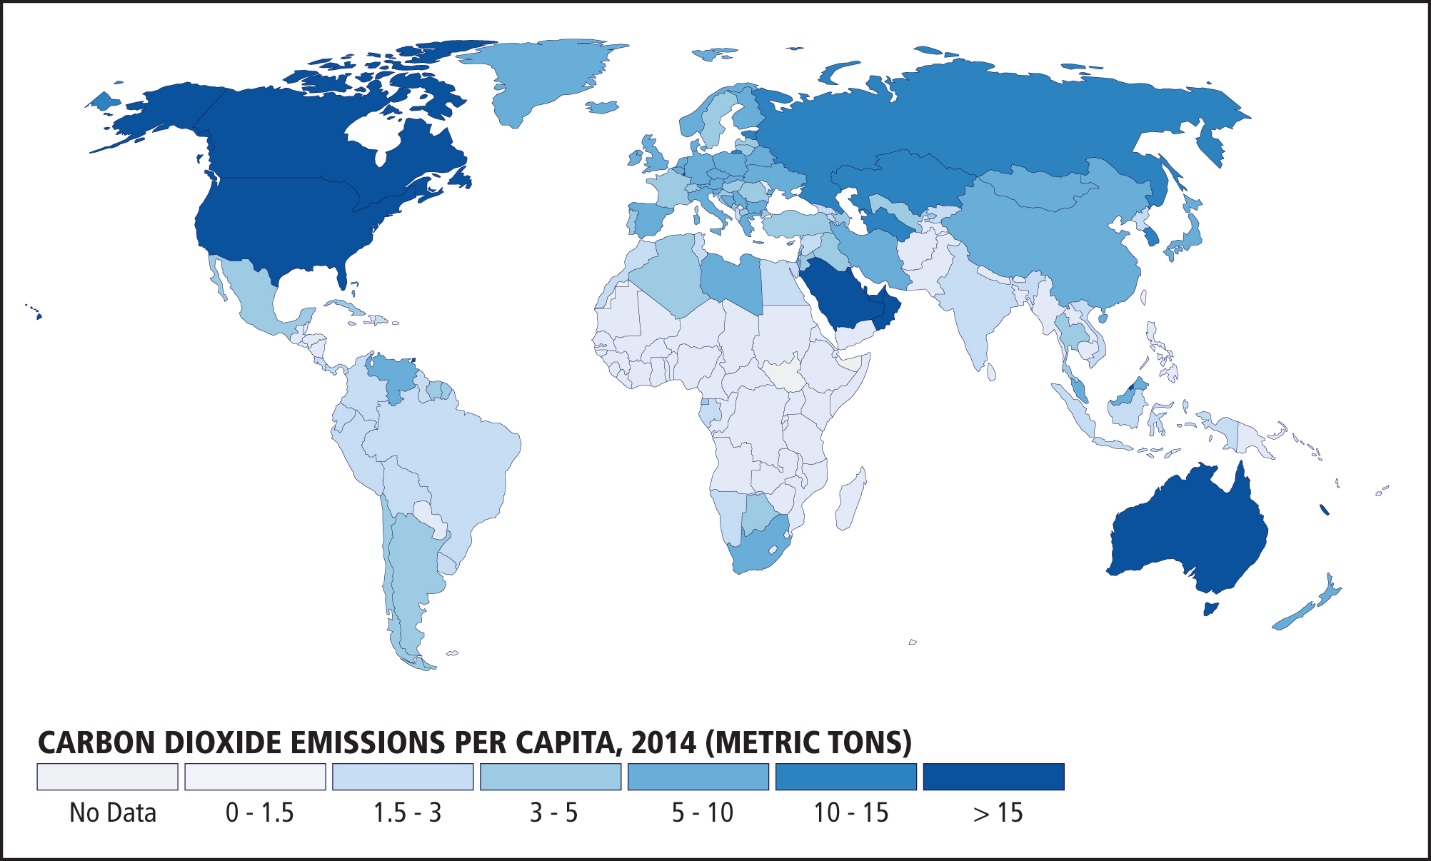 CARBON DIOXIDE EMISSIONS PER CAPITA, 2014 (METRIC TONS)
No Data 0 - 1.5 1.5 - 3 3 - 5 5 - 10 10 - 15 > 15